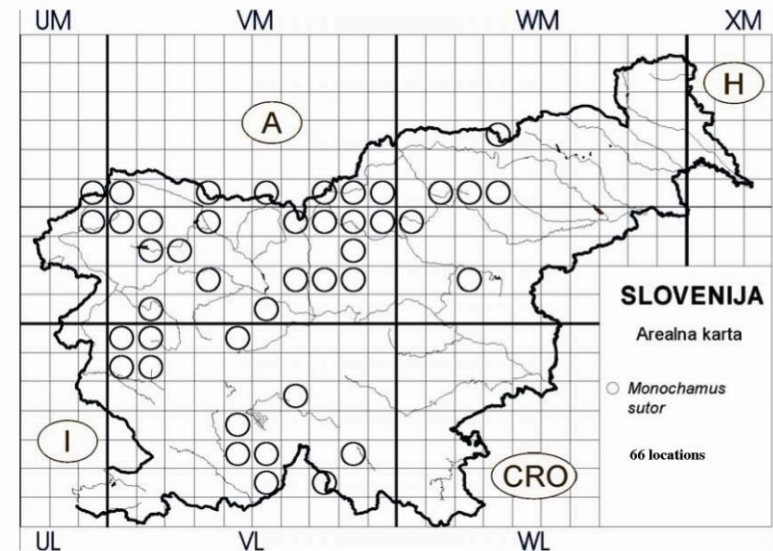 UM VM WM XM
H
A
SLOVENIJA
Arealna karta
Monochamus
sutor
66 locations
I
CRO
UL VL WL